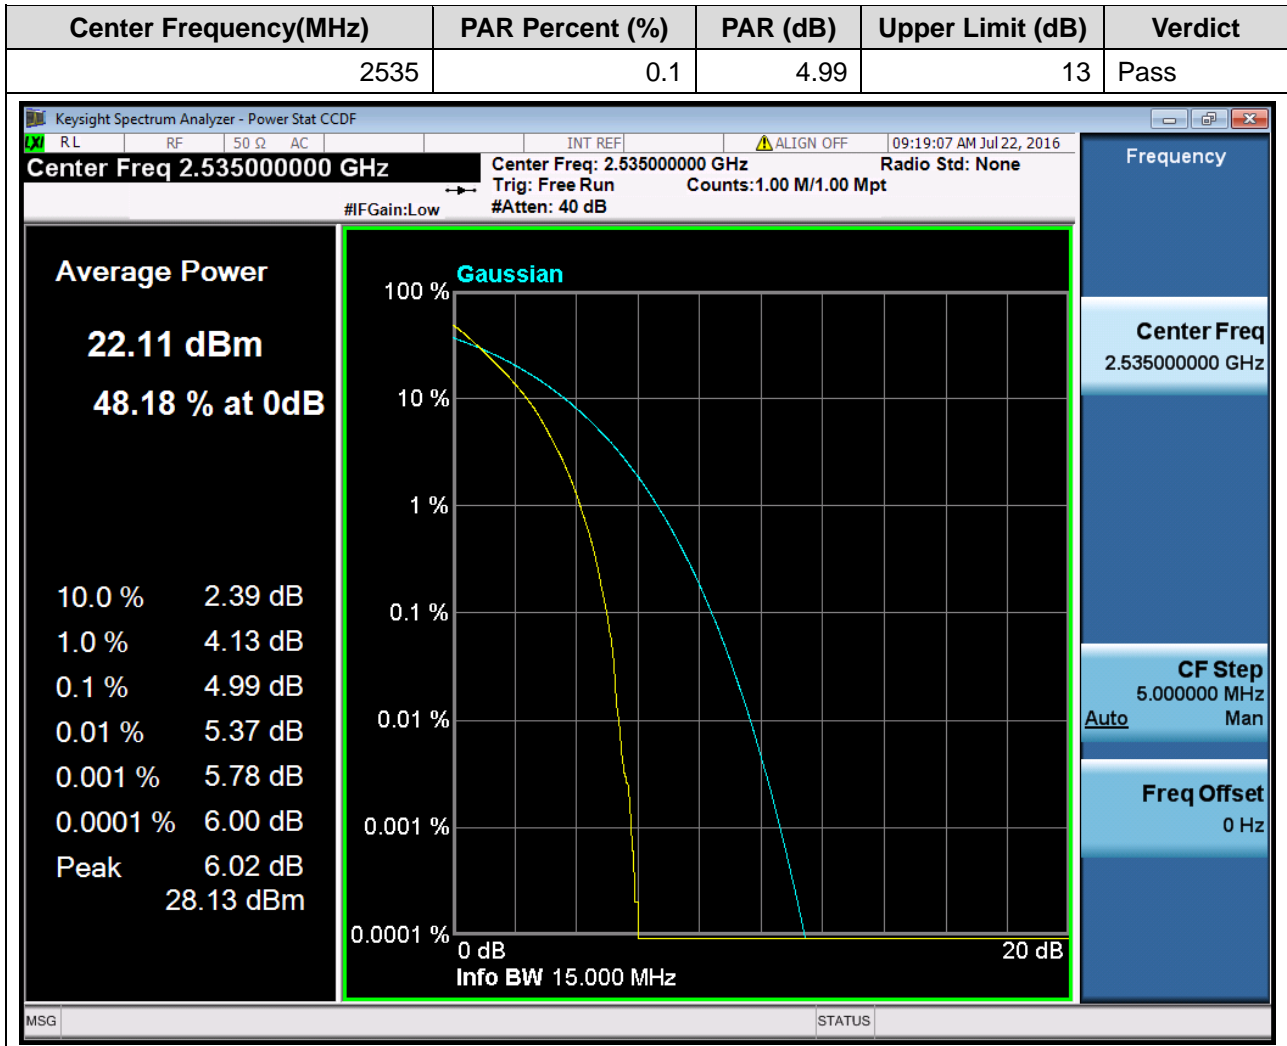 Center Frequency(MHz) PAR Percent (%) PAR (dB) Upper Limit (dB) Verdict
2535 0.1 4.99 13 Pass
Keysight Spectrum Analyzer - Power Stat CCDF
LXI RL RF 50 Ω AC INT REF ALIGN OFF 09:19:07 AM Jul 22, 2016
Center Freq 2.535000000 GHz
#IFGain:Low
Center Freq: 2.535000000 GHz Radio Std: None
Trig: Free Run Counts:1.00 M/1.00 Mpt
#Atten: 40 dB
Average Power
22.11 dBm
48.18 % at 0dB
10.0 % 2.39 dB
1.0 % 4.13 dB
0.1 % 4.99 dB
0.01 % 5.37 dB
0.001 % 5.78 dB
0.0001 % 6.00 dB
Peak 6.02 dB
28.13 dBm
Gaussian
100 %
10 %
1 %
0.1 %
0.01 %
0.001 %
0.0001 %
0 dB 20 dB
Info BW 15.000 MHz
Frequency
Center Freq
2.535000000 GHz
CF Step
5.000000 MHz
Auto Man
Freq Offset
0 Hz
MSG STATUS